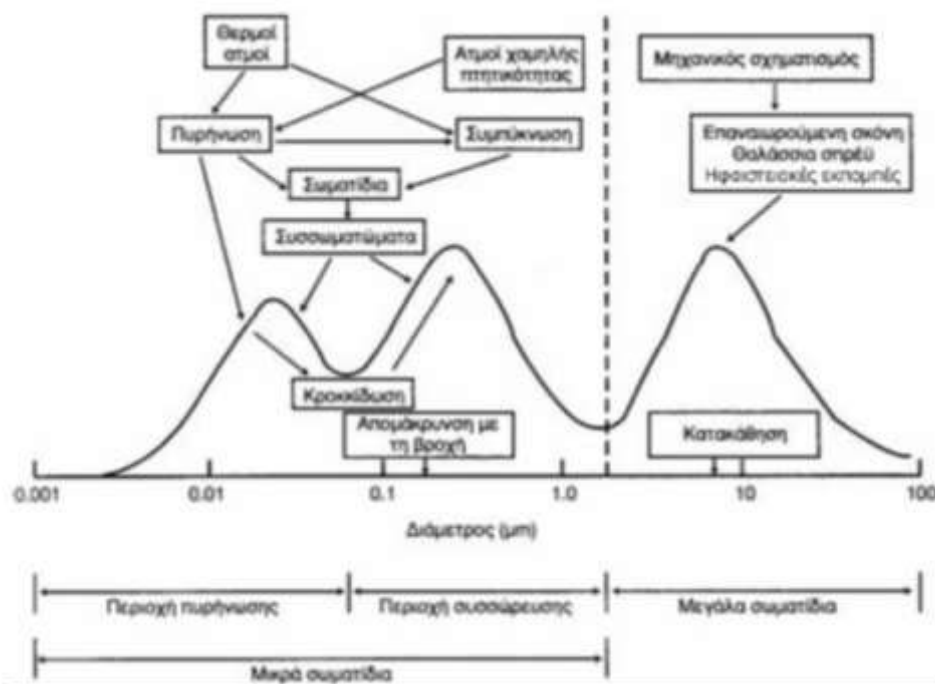 Θερμοί
ατμοί
Ατμοί χαμηλής
πτητικότητας
Μηχανικός σχηματισμός
Πυρήνωση
Συμπύκνωση
Επαναιωρούμενη σκόνη
Θαλάσσια σπρέϋ
Ηφαιστειακές εκπομπές
Σωματίδια
Συσσωματώματα
Κροκκίδωση
Απομάκρυνση με
τη βροχή
Κατακάθηση
0.001
0.01
0.1
1.0
10
100
Διάμετρος (μm)
Περιοχή πυρήνωσης
Περιοχή συσσώρευσης
Μεγάλα σωματίδια
Μικρά σωματίδια